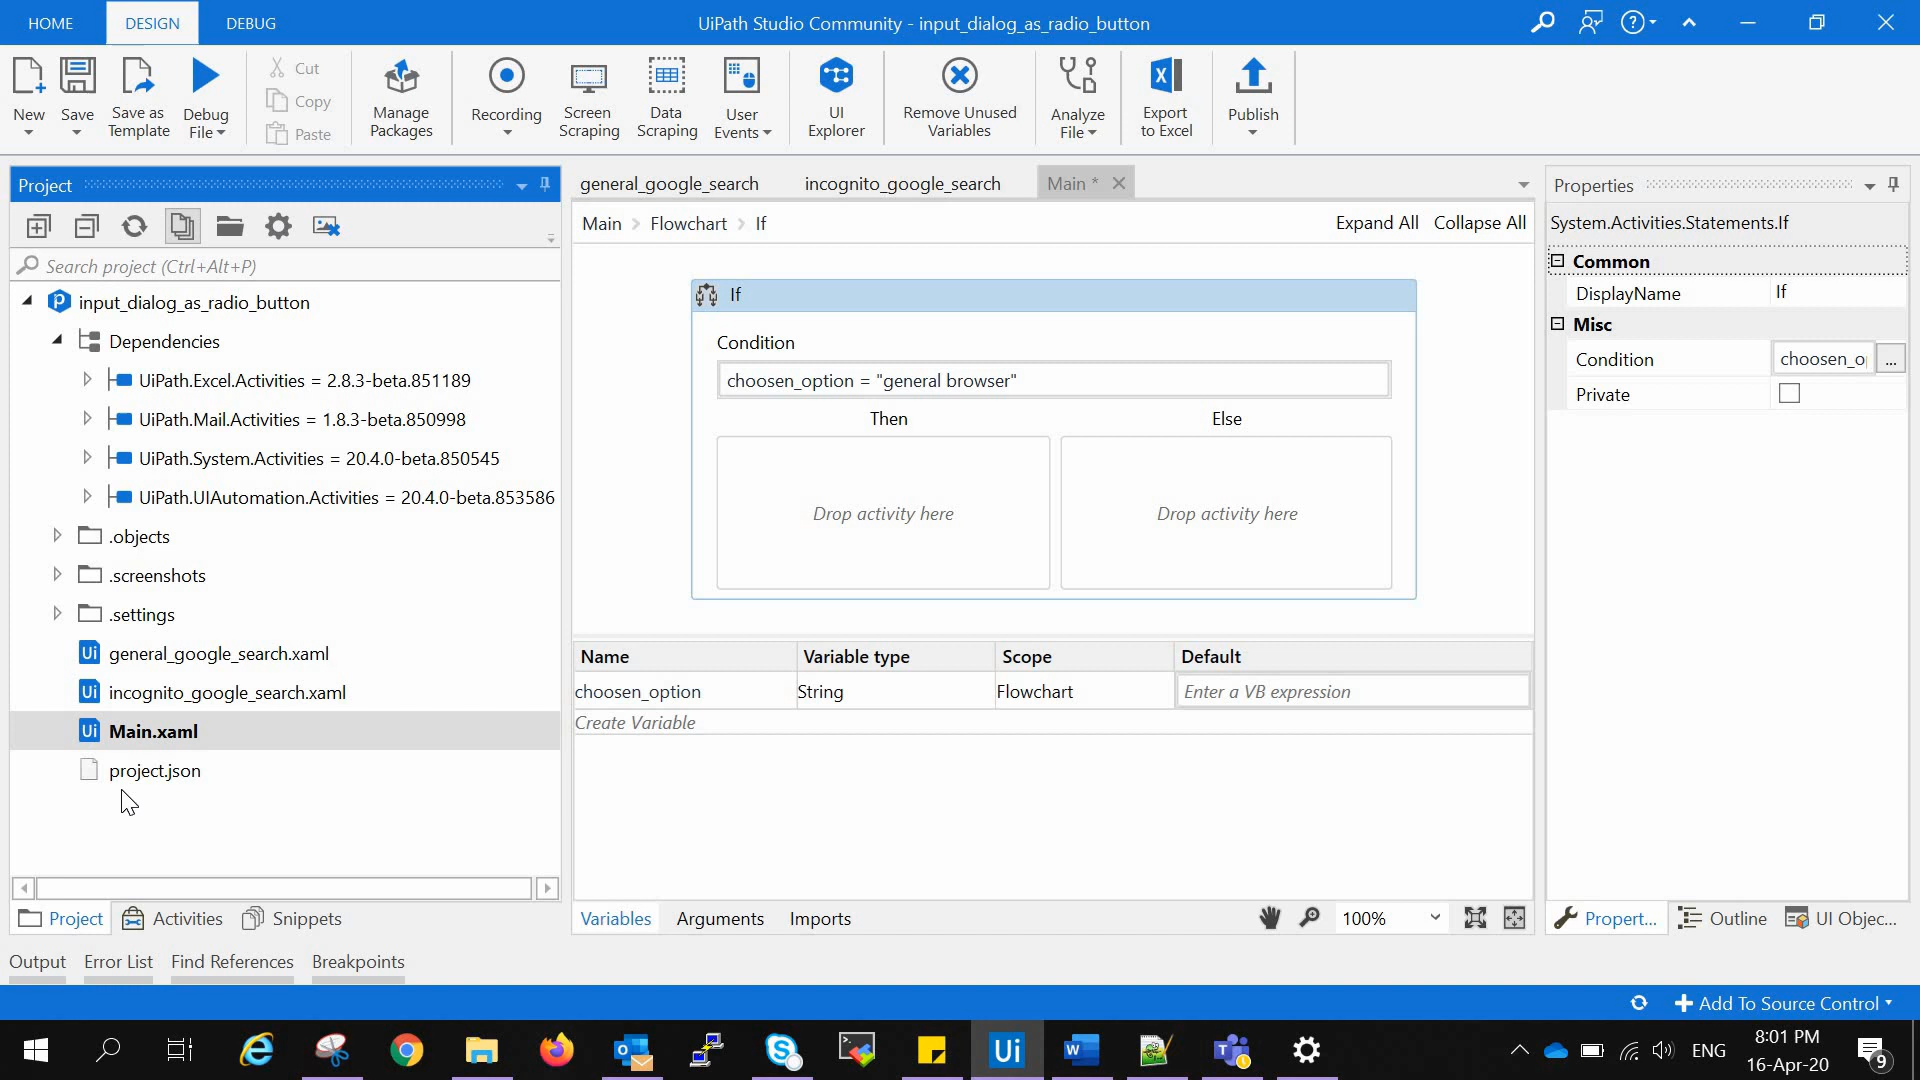 HOME DESIGN DEBUG UiPath Studio Community - input_dialog_as_radio_button
New
Save
Save as
Template
Debug
File
Cut
Copy
Paste
Manage
Packages
Recording
Screen
Scraping
Data
Scraping
User
Events
UI
Explorer
Remove Unused
Variables
Analyze
File
Export
to Excel
Publish
Project
Search project (Ctrl+Alt+P)
input_dialog_as_radio_button
Dependencies
UiPath.Excel.Activities = 2.8.3-beta.851189
UiPath.Mail.Activities = 1.8.3-beta.850998
UiPath.System.Activities = 20.4.0-beta.850545
UiPath.UIAutomation.Activities = 20.4.0-beta.853586
.objects
.screenshots
.settings
Ui general_google_search.xaml
Ui incognito_google_search.xaml
Ui Main.xaml
project.json
Project Activities Snippets
general_google_search incognito_google_search Main *
Main Flowchart If Expand All Collapse All
If
Condition
choosen_option = "general browser"
Then Else
Drop activity here Drop activity here
Name Variable type Scope Default
choosen_option String Flowchart Enter a VB expression
Create Variable
Variables Arguments Imports 100%
Properties
System.Activities.Statements.If
Common
DisplayName If
Misc
Condition choosen_o ...
Private
Propert... Outline UI Objec...
Output Error List Find References Breakpoints
Add To Source Control
Ui
ENG
8:01 PM
16-Apr-20
9